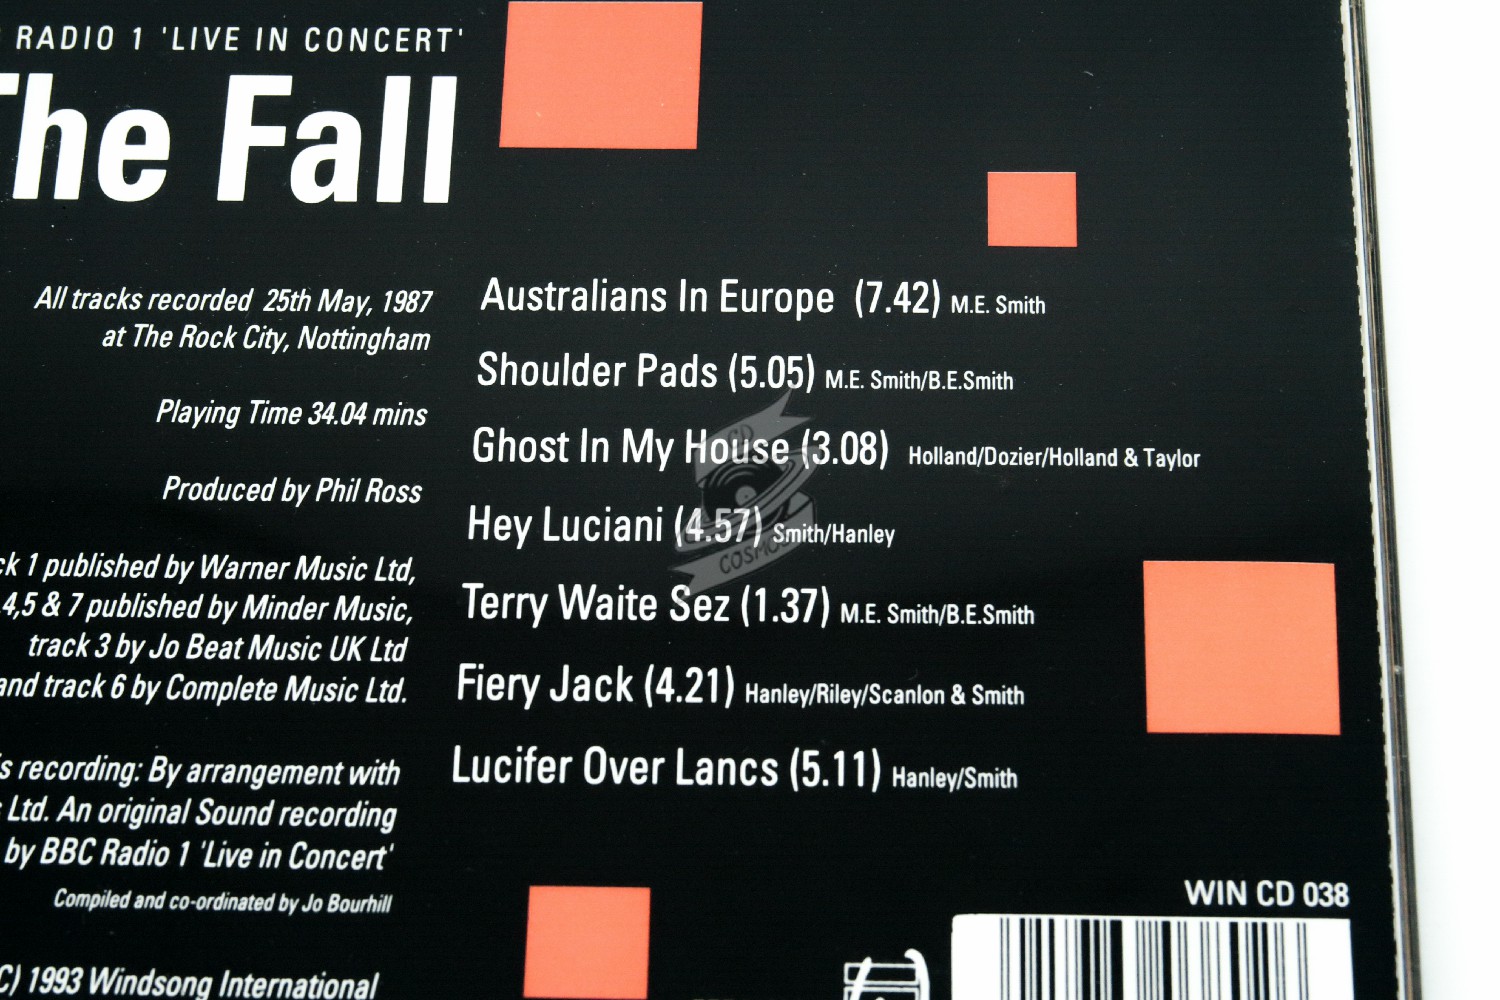 RADIO 1 'LIVE IN CONCERT'
The Fall
All tracks recorded 25th May, 1987
at The Rock City, Nottingham
Playing Time 34.04 mins
Produced by Phil Ross
1 published by Warner Music Ltd,
4,5 & 7 published by Minder Music,
track 3 by Jo Beat Music UK Ltd
and track 6 by Complete Music Ltd.
recording: By arrangement with
Ltd. An original Sound recording
by BBC Radio 1 'Live in Concert'
Compiled and co-ordinated by Jo Bourhill
C) 1993 Windsong International
Australians In Europe (7.42) M.E. Smith
Shoulder Pads (5.05) M.E. Smith/B.E.Smith
Ghost In My House (3.08) Holland/Dozier/Holland & Taylor
Hey Luciani (4.57) Smith/Hanley
Terry Waite Sez (1.37) M.E. Smith/B.E.Smith
Fiery Jack (4.21) Hanley/Riley/Scanlon & Smith
Lucifer Over Lancs (5.11) Hanley/Smith
WIN CD 038
CD
COSMOS